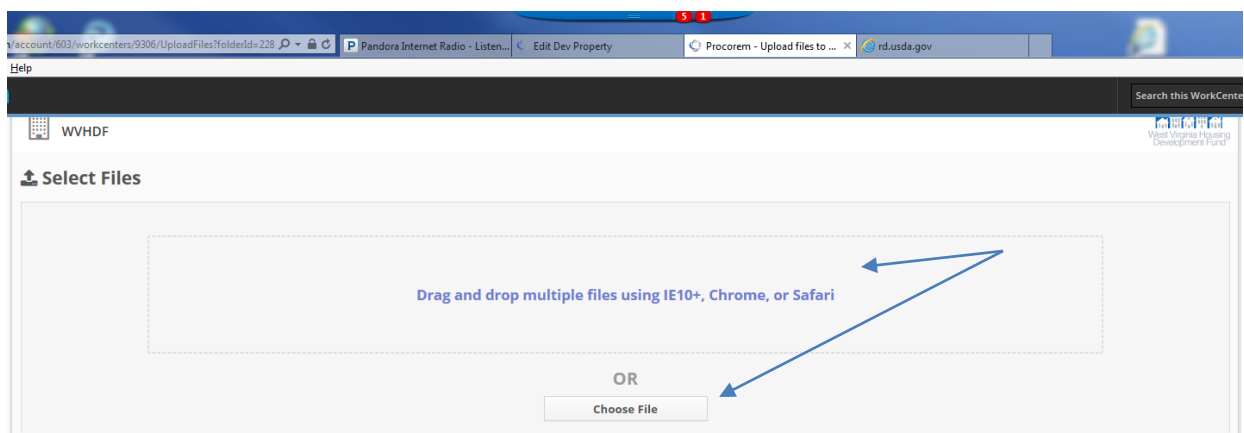 5 1
/account/603/workcenters/9306/UploadFiles?folderId=228
P Pandora Internet Radio - Listen...
Edit Dev Property
Procorem - Upload files to ... ×
rd.usda.gov
Help
Search this WorkCente
WVHDF
West Virginia Housing
Development Fund
Select Files
Drag and drop multiple files using IE10+, Chrome, or Safari
OR
Choose File